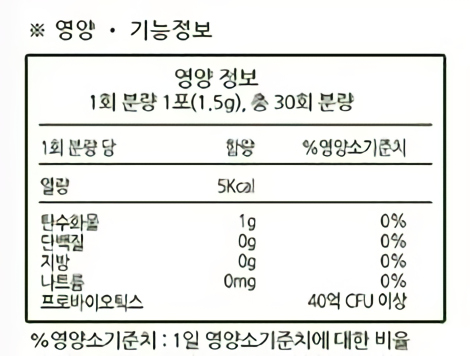 ※ 영양 · 기능정보
영양 정보
1회 분량 1포(1.5g), 총 30회 분량
1회 분량 당 함량 %영양소기준치
열량 5Kcal
탄수화물 1g 0%
단백질 0g 0%
지방 0g 0%
나트륨 0mg 0%
프로바이오틱스 40억 CFU 이상
%영양소기준치 : 1일 영양소기준치에 대한 비율